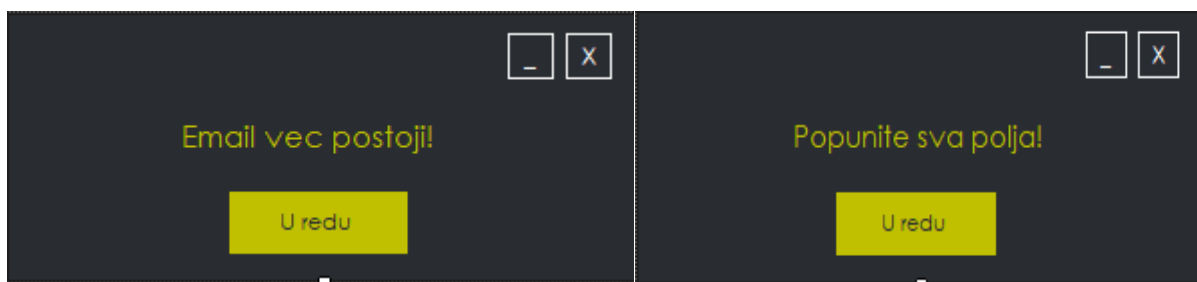 _ X
Email vec postoji!
U redu
_ X
Popunite sva polja!
U redu